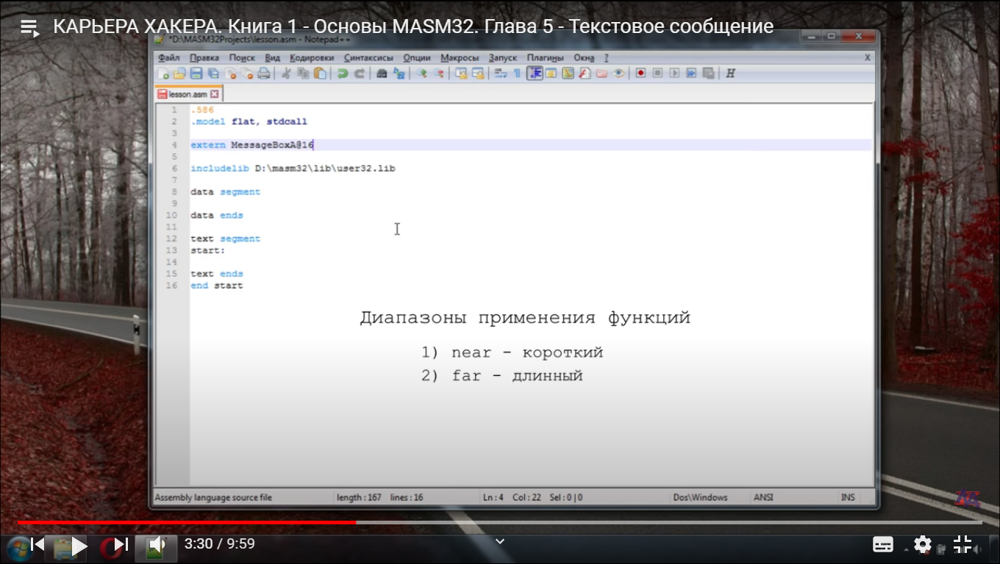 КАРЬЕРА ХАКЕРА. Книга 1 - Основы MASM32. Глава 5 - Текстовое сообщение
*D:\MASM32Projects\lesson.asm - Notepad++
Файл Правка Поиск Вид Кодировки Синтаксисы Опции Макросы Запуск Плагины Окна ? X
lesson.asm
1 .586
2 .model flat, stdcall
3
4 extern MessageBoxA@16
5
6 includelib D:\masm32\lib\user32.lib
7
8 data segment
9
10 data ends
11
12 text segment
13 start:
14
15 text ends
16 end start
Диапазоны применения функций
1) near - короткий
2) far - длинный
Assembly language source file length : 167 lines : 16 Ln : 4 Col : 22 Sel : 0 | 0 Dos\Windows ANSI INS
3:30 / 9:59